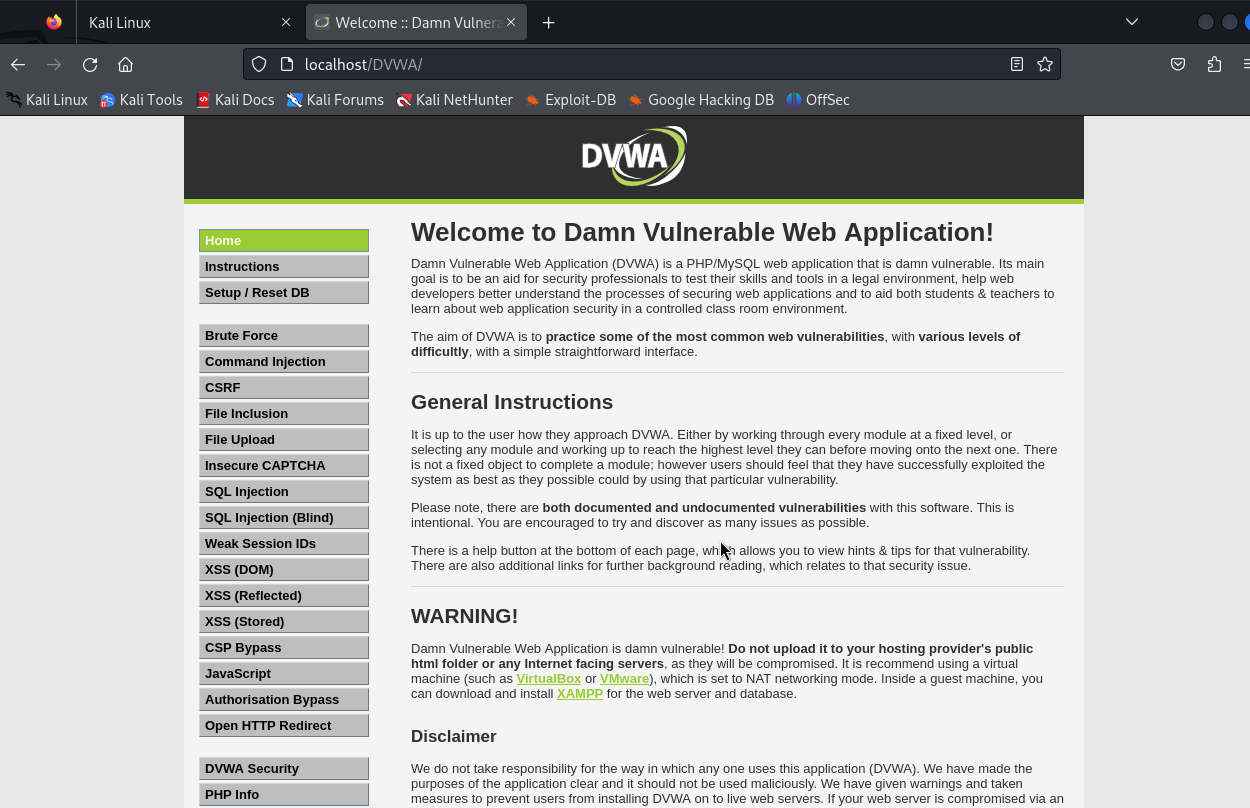 Kali Linux
Welcome :: Damn Vulnera
localhost/DVWA/
Kali Linux Kali Tools Kali Docs Kali Forums Kali NetHunter Exploit-DB Google Hacking DB OffSec
DVWA
Home
Instructions
Setup / Reset DB
Brute Force
Command Injection
CSRF
File Inclusion
File Upload
Insecure CAPTCHA
SQL Injection
SQL Injection (Blind)
Weak Session IDs
XSS (DOM)
XSS (Reflected)
XSS (Stored)
CSP Bypass
JavaScript
Authorisation Bypass
Open HTTP Redirect
DVWA Security
PHP Info
Welcome to Damn Vulnerable Web Application!
Damn Vulnerable Web Application (DVWA) is a PHP/MySQL web application that is damn vulnerable. Its main
goal is to be an aid for security professionals to test their skills and tools in a legal environment, help web
developers better understand the processes of securing web applications and to aid both students & teachers to
learn about web application security in a controlled class room environment.
The aim of DVWA is to practice some of the most common web vulnerabilities, with various levels of
difficultly, with a simple straightforward interface.
General Instructions
It is up to the user how they approach DVWA. Either by working through every module at a fixed level, or
selecting any module and working up to reach the highest level they can before moving onto the next one. There
is not a fixed object to complete a module; however users should feel that they have successfully exploited the
system as best as they possible could by using that particular vulnerability.
Please note, there are both documented and undocumented vulnerabilities with this software. This is
intentional. You are encouraged to try and discover as many issues as possible.
There is a help button at the bottom of each page, which allows you to view hints & tips for that vulnerability.
There are also additional links for further background reading, which relates to that security issue.
WARNING!
Damn Vulnerable Web Application is damn vulnerable! Do not upload it to your hosting provider's public
html folder or any Internet facing servers, as they will be compromised. It is recommend using a virtual
machine (such as VirtualBox or VMware), which is set to NAT networking mode. Inside a guest machine, you
can download and install XAMPP for the web server and database.
Disclaimer
We do not take responsibility for the way in which any one uses this application (DVWA). We have made the
purposes of the application clear and it should not be used maliciously. We have given warnings and taken
measures to prevent users from installing DVWA on to live web servers. If your web server is compromised via an